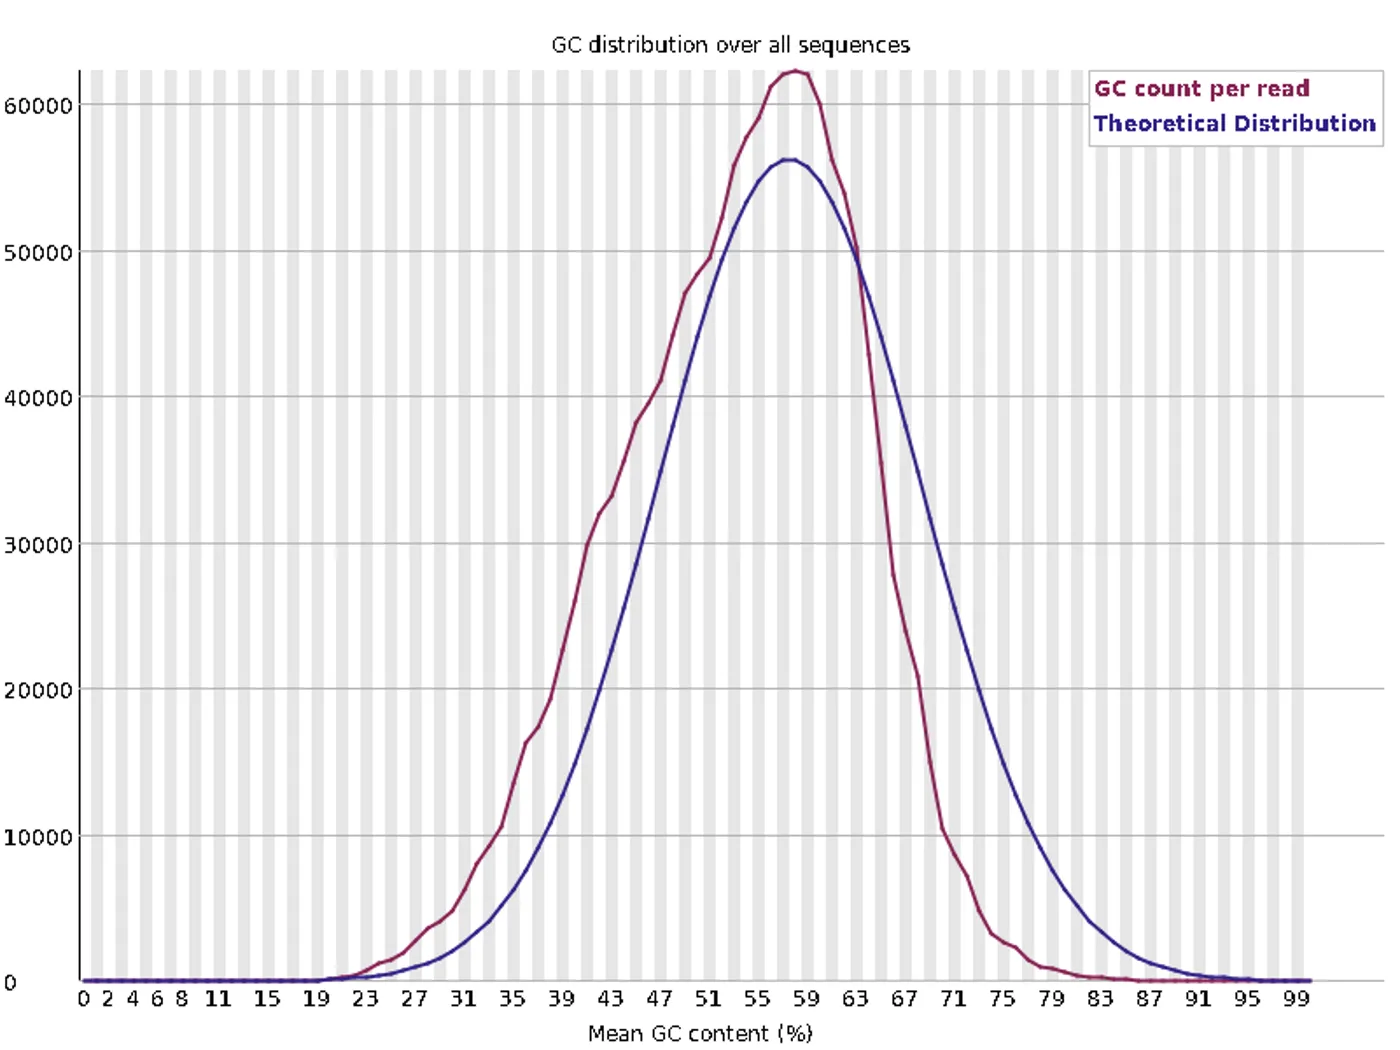 GC distribution over all sequences
GC count per read
Theoretical Distribution
60000
50000
40000
30000
20000
10000
0
0 2 4 6 8 11 15 19 23 27 31 35 39 43 47 51 55 59 63 67 71 75 79 83 87 91 95 99
Mean GC content (%)